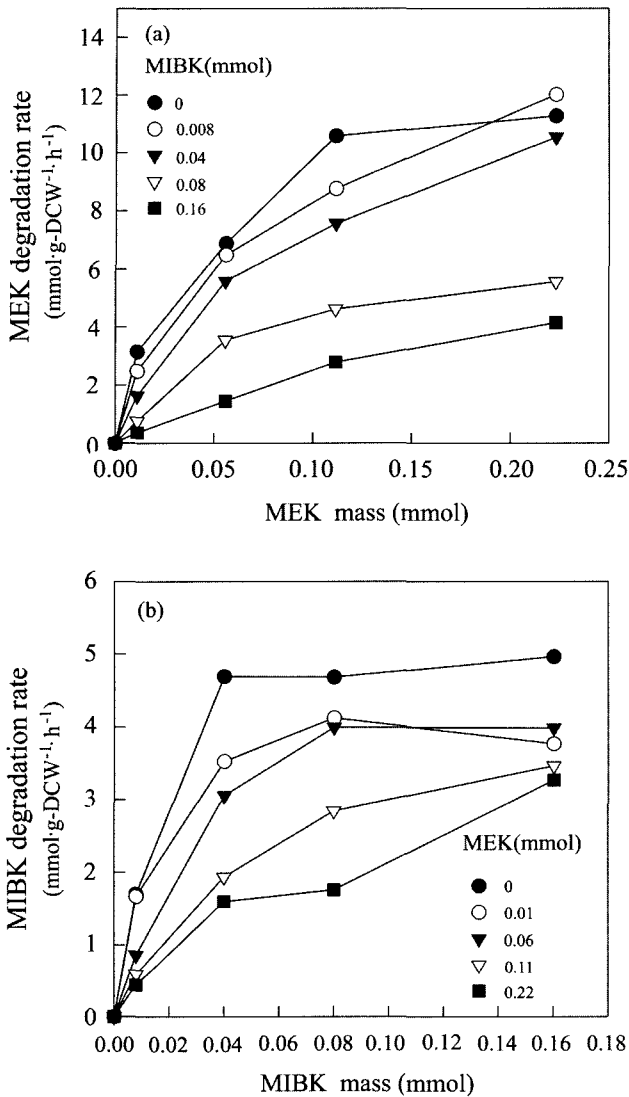 (a)
MIBK(mmol)
0
0.008
0.04
0.08
0.16
MEK degradation rate
(mmol·g-DCW⁻¹·h⁻¹)
14
12
10
8
6
4
2
0
0.00 0.05 0.10 0.15 0.20 0.25
MEK mass (mmol)
(b)
MIBK degradation rate
(mmol·g-DCW⁻¹·h⁻¹)
6
5
4
3
2
1
0
MEK(mmol)
0
0.01
0.06
0.11
0.22
0.00 0.02 0.04 0.06 0.08 0.10 0.12 0.14 0.16 0.18
MIBK mass (mmol)